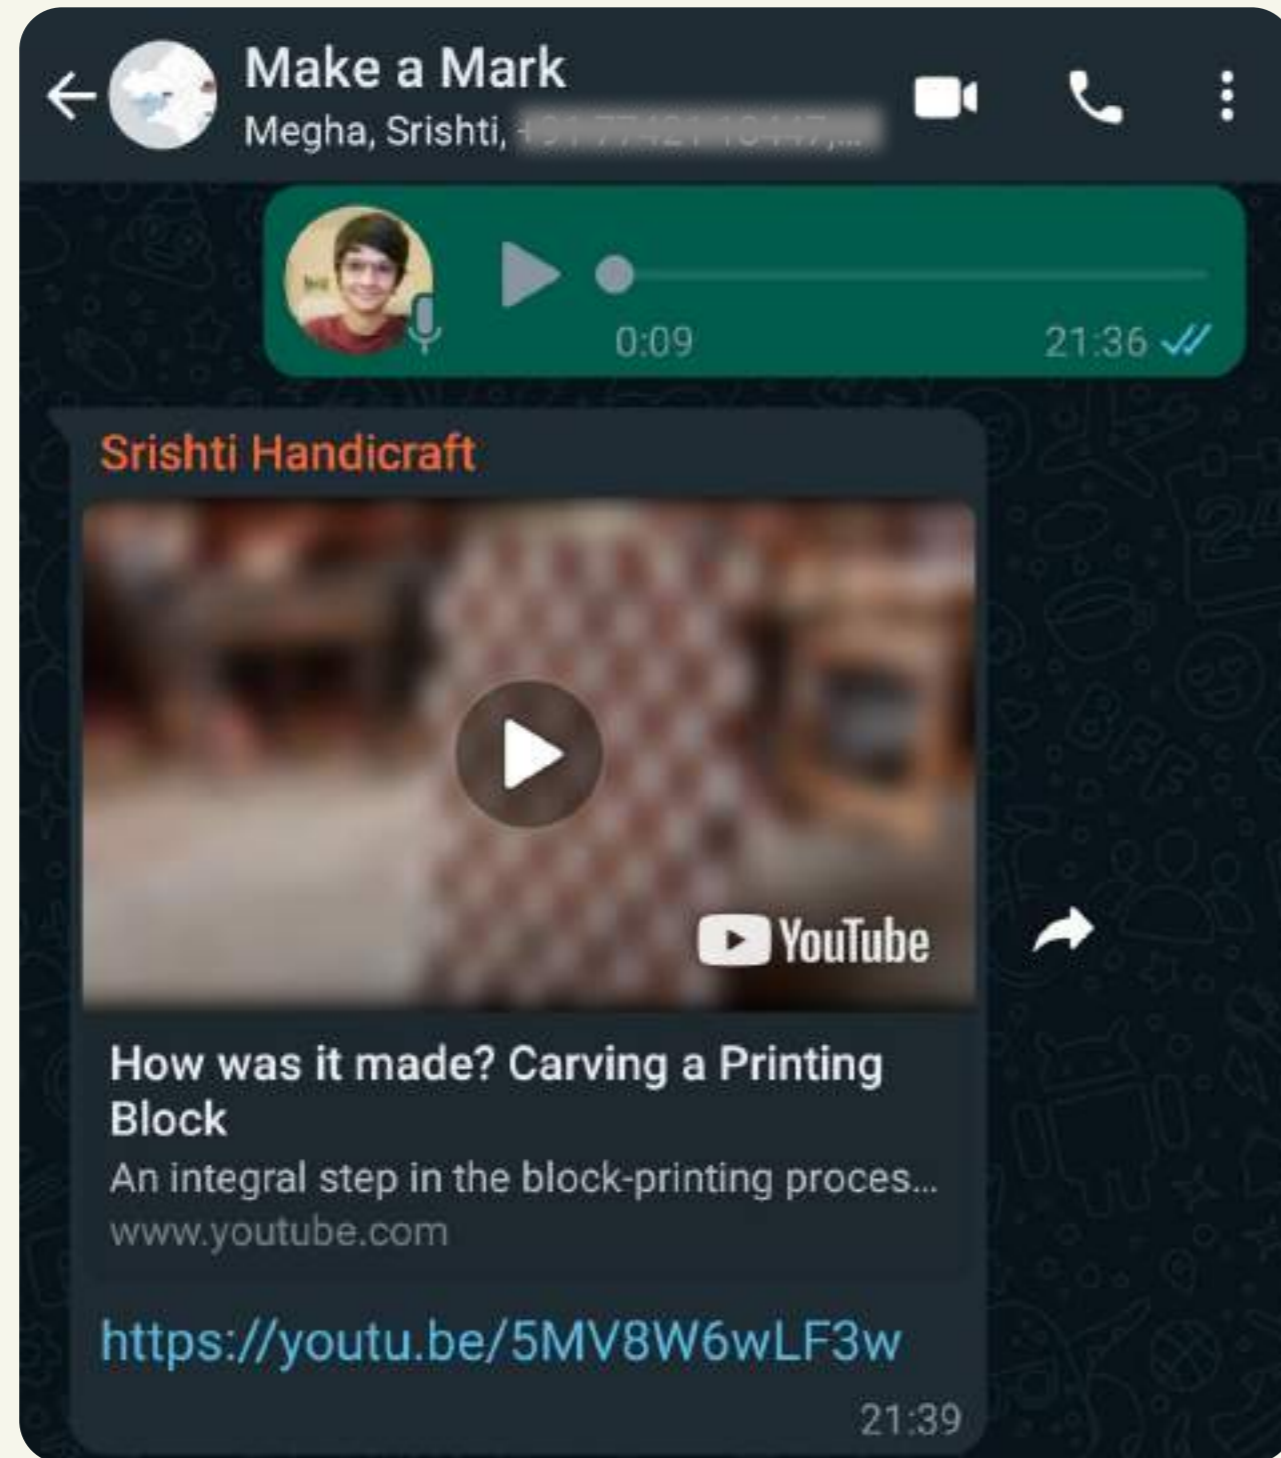 Make a Mark
Megha, Srishti,
0:09
21:36
Srishti Handicraft
YouTube
How was it made? Carving a Printing
Block
An integral step in the block-printing proces...
www.youtube.com
https://youtu.be/5MV8W6wLF3w
21:39